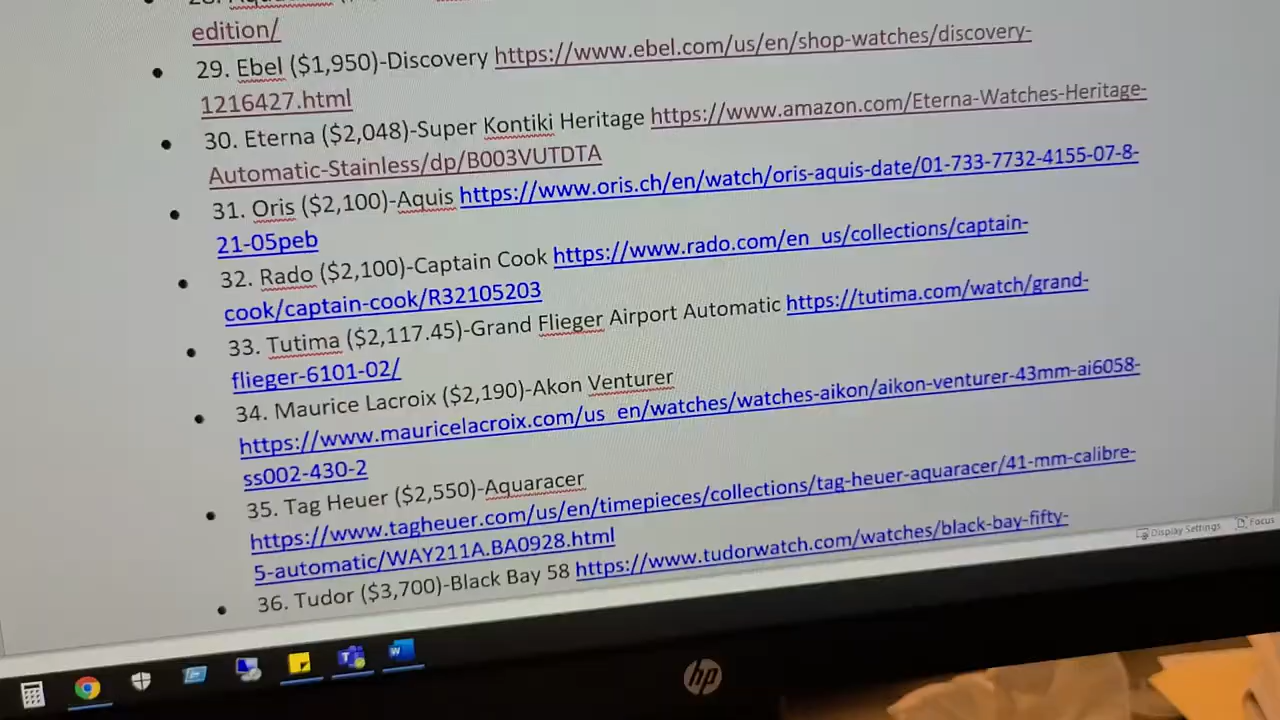 28.
edition/
29. Ebel ($1,950)-Discovery https://www.ebel.com/us/en/shop-watches/discovery-
1216427.html
30. Eterna ($2,048)-Super Kontiki Heritage https://www.amazon.com/Eterna-Watches-Heritage-
Automatic-Stainless/dp/B003VUTDTA
31. Oris ($2,100)-Aquis https://www.oris.ch/en/watch/oris-aquis-date/01-733-7732-4155-07-8-
21-05peb
32. Rado ($2,100)-Captain Cook https://www.rado.com/en_us/collections/captain-
cook/captain-cook/R32105203
33. Tutima ($2,117.45)-Grand Flieger Airport Automatic https://tutima.com/watch/grand-
flieger-6101-02/
34. Maurice Lacroix ($2,190)-Akon Venturer
https://www.mauricelacroix.com/us_en/watches/watches-aikon/aikon-venturer-43mm-ai6058-
ss002-430-2
35. Tag Heuer ($2,550)-Aquaracer
https://www.tagheuer.com/us/en/timepieces/collections/tag-heuer-aquaracer/41-mm-calibre-
5-automatic/WAY211A.BA0928.html
36. Tudor ($3,700)-Black Bay 58 https://www.tudorwatch.com/watches/black-bay-fifty-
Display Settings Focus
hp